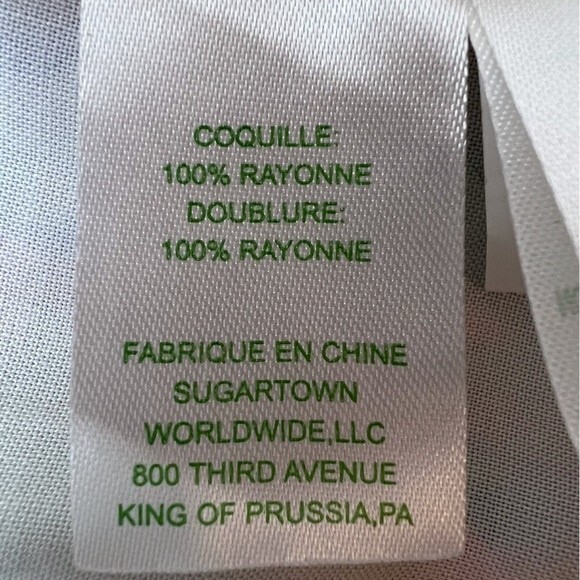 COQUILLE:
100% RAYONNE
DOUBLURE:
100% RAYONNE
FABRIQUE EN CHINE
SUGARTOWN
WORLDWIDE,LLC
800 THIRD AVENUE
KING OF PRUSSIA,PA